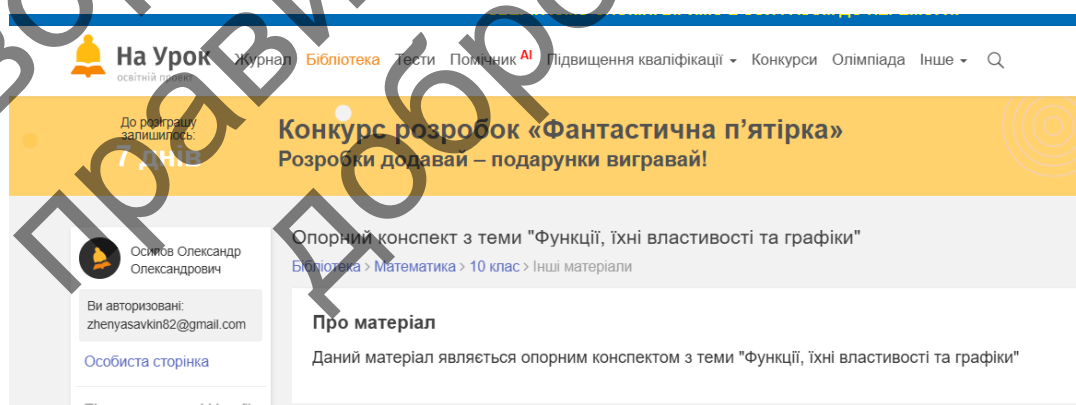 На Урок
освітній проект
Журнал Бібліотека Тести Помічник AI Підвищення кваліфікації Конкурси Олімпіада Інше
До розіграшу
залишилось:
7 днів
Конкурс розробок «Фантастична п’ятірка»
Розробки додавай – подарунки вигравай!
Осипов Олександр
Олександрович
Ви авторизовані:
zhenyasavkin82@gmail.com
Особиста сторінка
Опорний конспект з теми "Функції, їхні властивості та графіки"
Бібліотека > Математика > 10 клас > Інші матеріали
Про матеріал
Даний матеріал являється опорним конспектом з теми "Функції, їхні властивості та графіки"